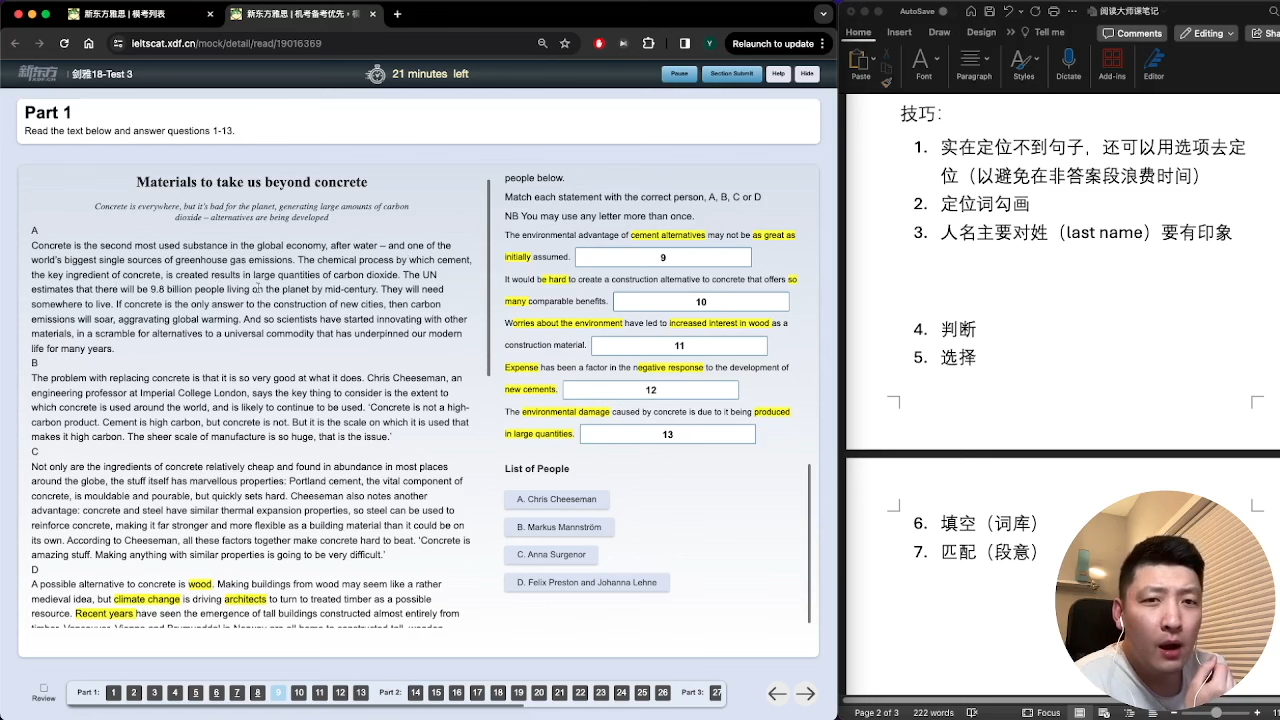 新东方雅思 | 模考列表
新东方雅思 | 机考考考优先 •
ieletcat.xdf.cn/mock/detail/read/19016369
Relaunch to update
新东方
剑雅18-Test 3
21 minutes left
Pause
Section Submit
Help
Hide
Part 1
Read the text below and answer questions 1-13.
Materials to take us beyond concrete
Concrete is everywhere, but it's bad for the planet, generating large amounts of carbon
dioxide – alternatives are being developed
A
Concrete is the second most used substance in the global economy, after water – and one of the
world's biggest single sources of greenhouse gas emissions. The chemical process by which cement,
the key ingredient of concrete, is created results in large quantities of carbon dioxide. The UN
estimates that there will be 9.8 billion people living on the planet by mid-century. They will need
somewhere to live. If concrete is the only answer to the construction of new cities, then carbon
emissions will soar, aggravating global warming. And so scientists have started innovating with other
materials, in a scramble for alternatives to a universal commodity that has underpinned our modern
life for many years.
B
The problem with replacing concrete is that it is so very good at what it does. Chris Cheeseman, an
engineering professor at Imperial College London, says the key thing to consider is the extent to
which concrete is used around the world, and is likely to continue to be used. 'Concrete is not a high-
carbon product. Cement is high carbon, but concrete is not. But it is the scale on which it is used that
makes it high carbon. The sheer scale of manufacture is so huge, that is the issue.'
C
Not only are the ingredients of concrete relatively cheap and found in abundance in most places
around the globe, the stuff itself has marvellous properties: Portland cement, the vital component of
concrete, is mouldable and pourable, but quickly sets hard. Cheeseman also notes another
advantage: concrete and steel have similar thermal expansion properties, so steel can be used to
reinforce concrete, making it far stronger and more flexible as a building material than it could be on
its own. According to Cheeseman, all these factors together make concrete hard to beat. 'Concrete is
amazing stuff. Making anything with similar properties is going to be very difficult.'
D
A possible alternative to concrete is wood. Making buildings from wood may seem like a rather
medieval idea, but climate change is driving architects to turn to treated timber as a possible
resource. Recent years have seen the emergence of tall buildings constructed almost entirely from
people below.
Match each statement with the correct person, A, B, C or D
NB You may use any letter more than once.
The environmental advantage of cement alternatives may not be as great as
initially assumed. 9
It would be hard to create a construction alternative to concrete that offers so
many comparable benefits. 10
Worries about the environment have led to increased interest in wood as a
construction material. 11
Expense has been a factor in the negative response to the development of
new cements. 12
The environmental damage caused by concrete is due to it being produced
in large quantities. 13
List of People
A. Chris Cheeseman
B. Markus Mannström
C. Anna Surgenor
D. Felix Preston and Johanna Lehne
Review
Part 1: 1 2 3 4 5 6 7 8 9 10 11 12 13 Part 2: 14 15 16 17 18 19 20 21 22 23 24 25 26 Part 3: 27
AutoSave
阅读大师课笔记
Home Insert Draw Design Tell me
Comments Editing
Paste Font Paragraph Styles Dictate Add-ins Editor
技巧：
1. 实在定位不到句子，还可以用选项去定
位（以避免在非答案段浪费时间）
2. 定位词勾画
3. 人名主要对姓（last name）要有印象
4. 判断
5. 选择
6. 填空（词库）
7. 匹配（段意）
Page 2 of 3 222 words Focus